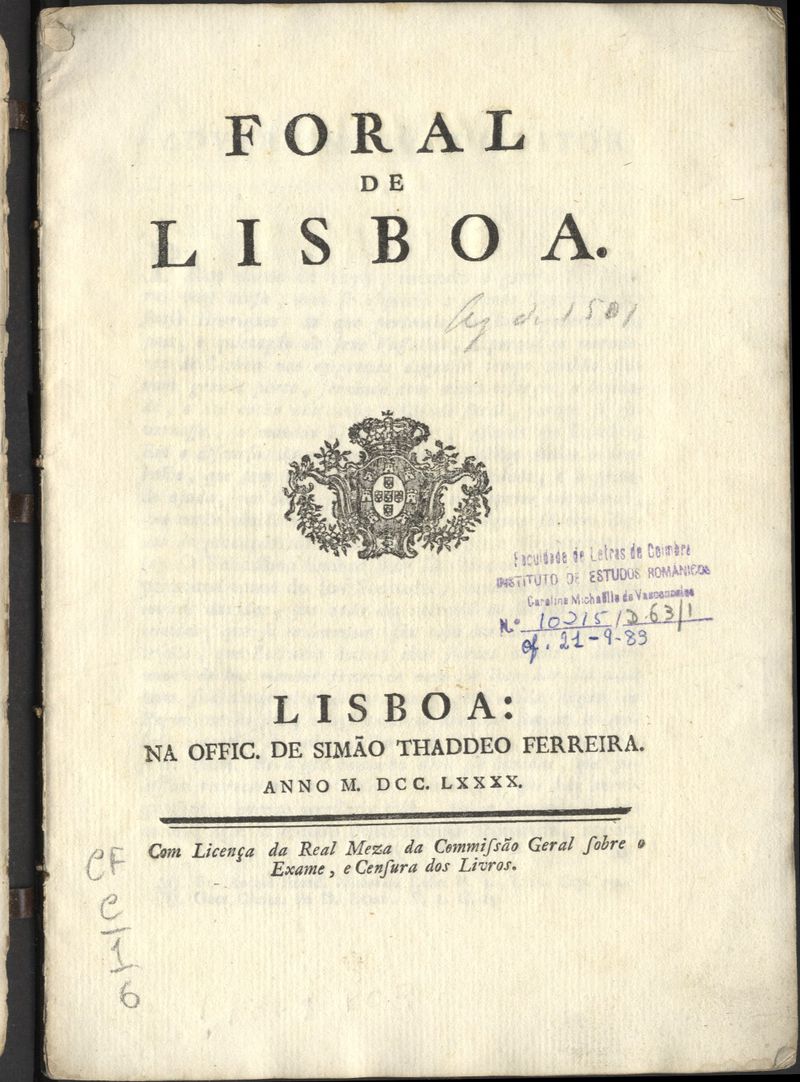 FORAL
DE
LISBOA.
de 1501
Faculdade de Letras de Coimbra
INSTITUTO DE ESTUDOS ROMÂNICOS
Carolina Michaëlis de Vasconcelos
N.º 10215/D.63/1
of. 21-9-83
LISBOA:
NA OFFIC. DE SIMÃO THADDEO FERREIRA.
ANNO M. DCC. LXXXX.
Com Licença da Real Meza da Commiſsão Geral ſobre o
Exame, e Cenſura dos Livros.
CF
C/1/6